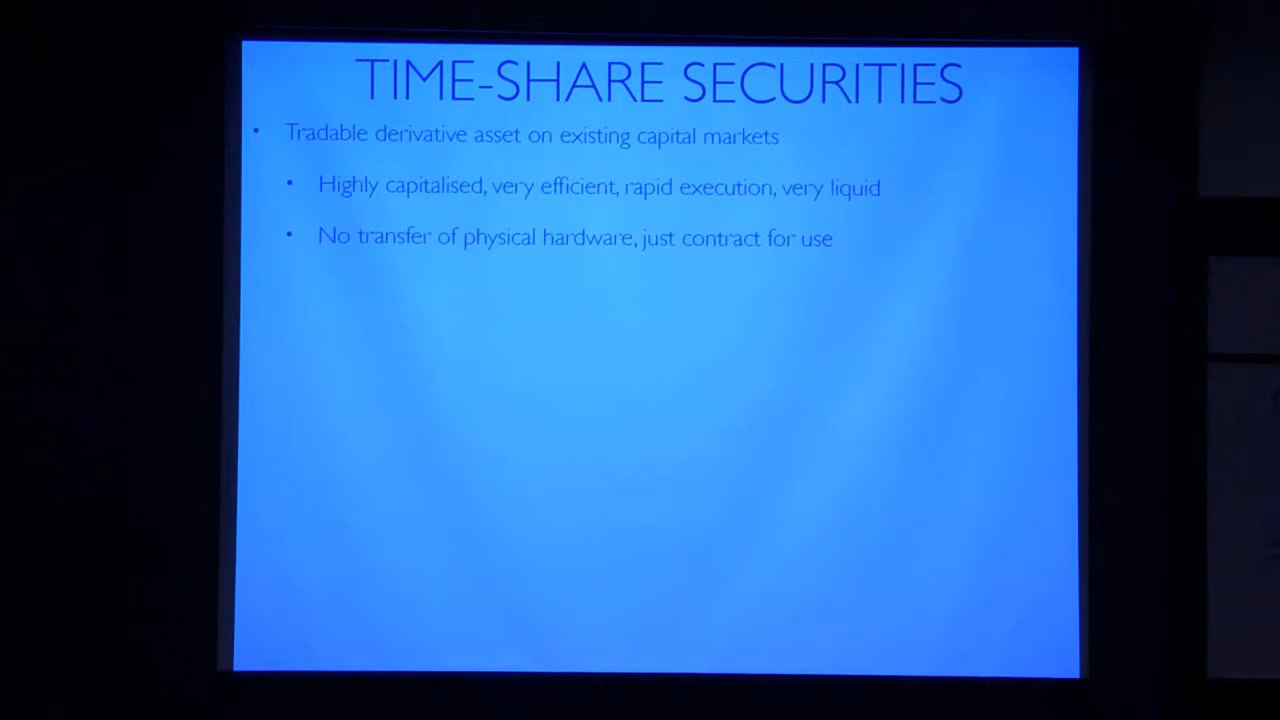 TIME-SHARE SECURITIES
• Tradable derivative asset on existing capital markets
• Highly capitalised, very efficient, rapid execution, very liquid
• No transfer of physical hardware, just contract for use